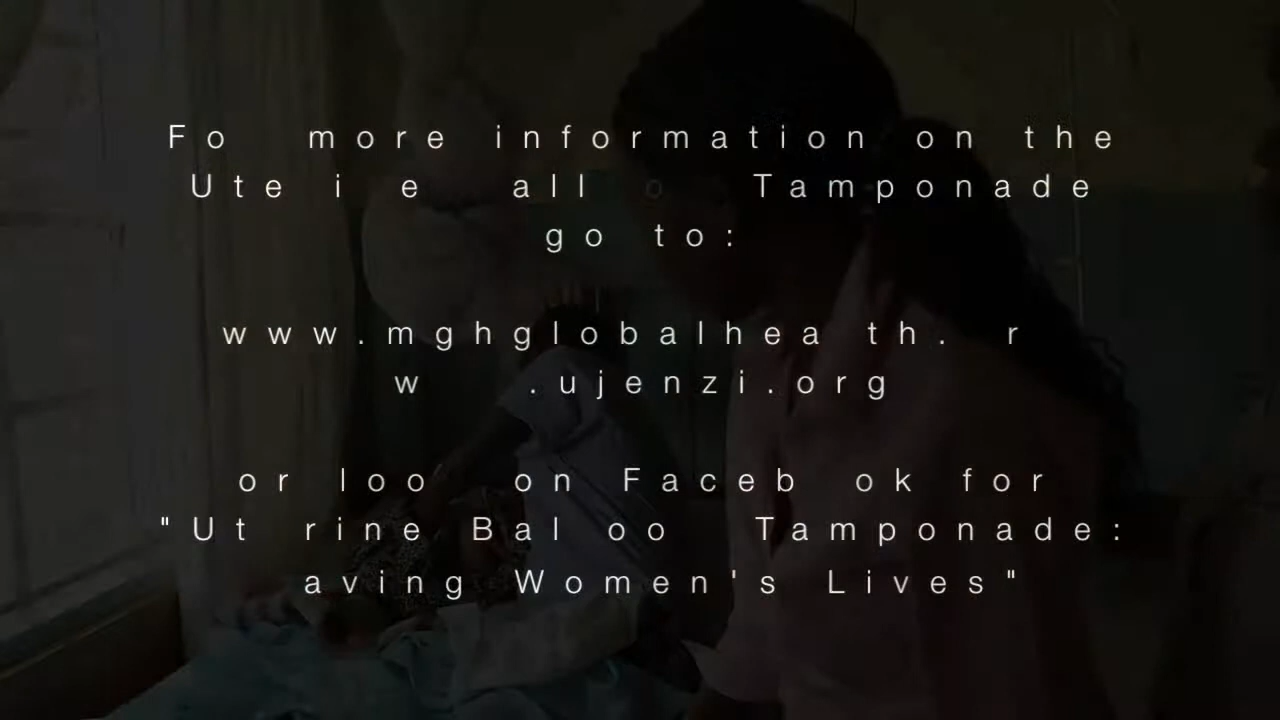 Fo more information on the
Ute i e all o Tamponade
go to:
www.mghglobalhea th. r
w .ujenzi.org
or loo on Faceb ok for
"Ut rine Bal oo Tamponade:
aving Women's Lives"